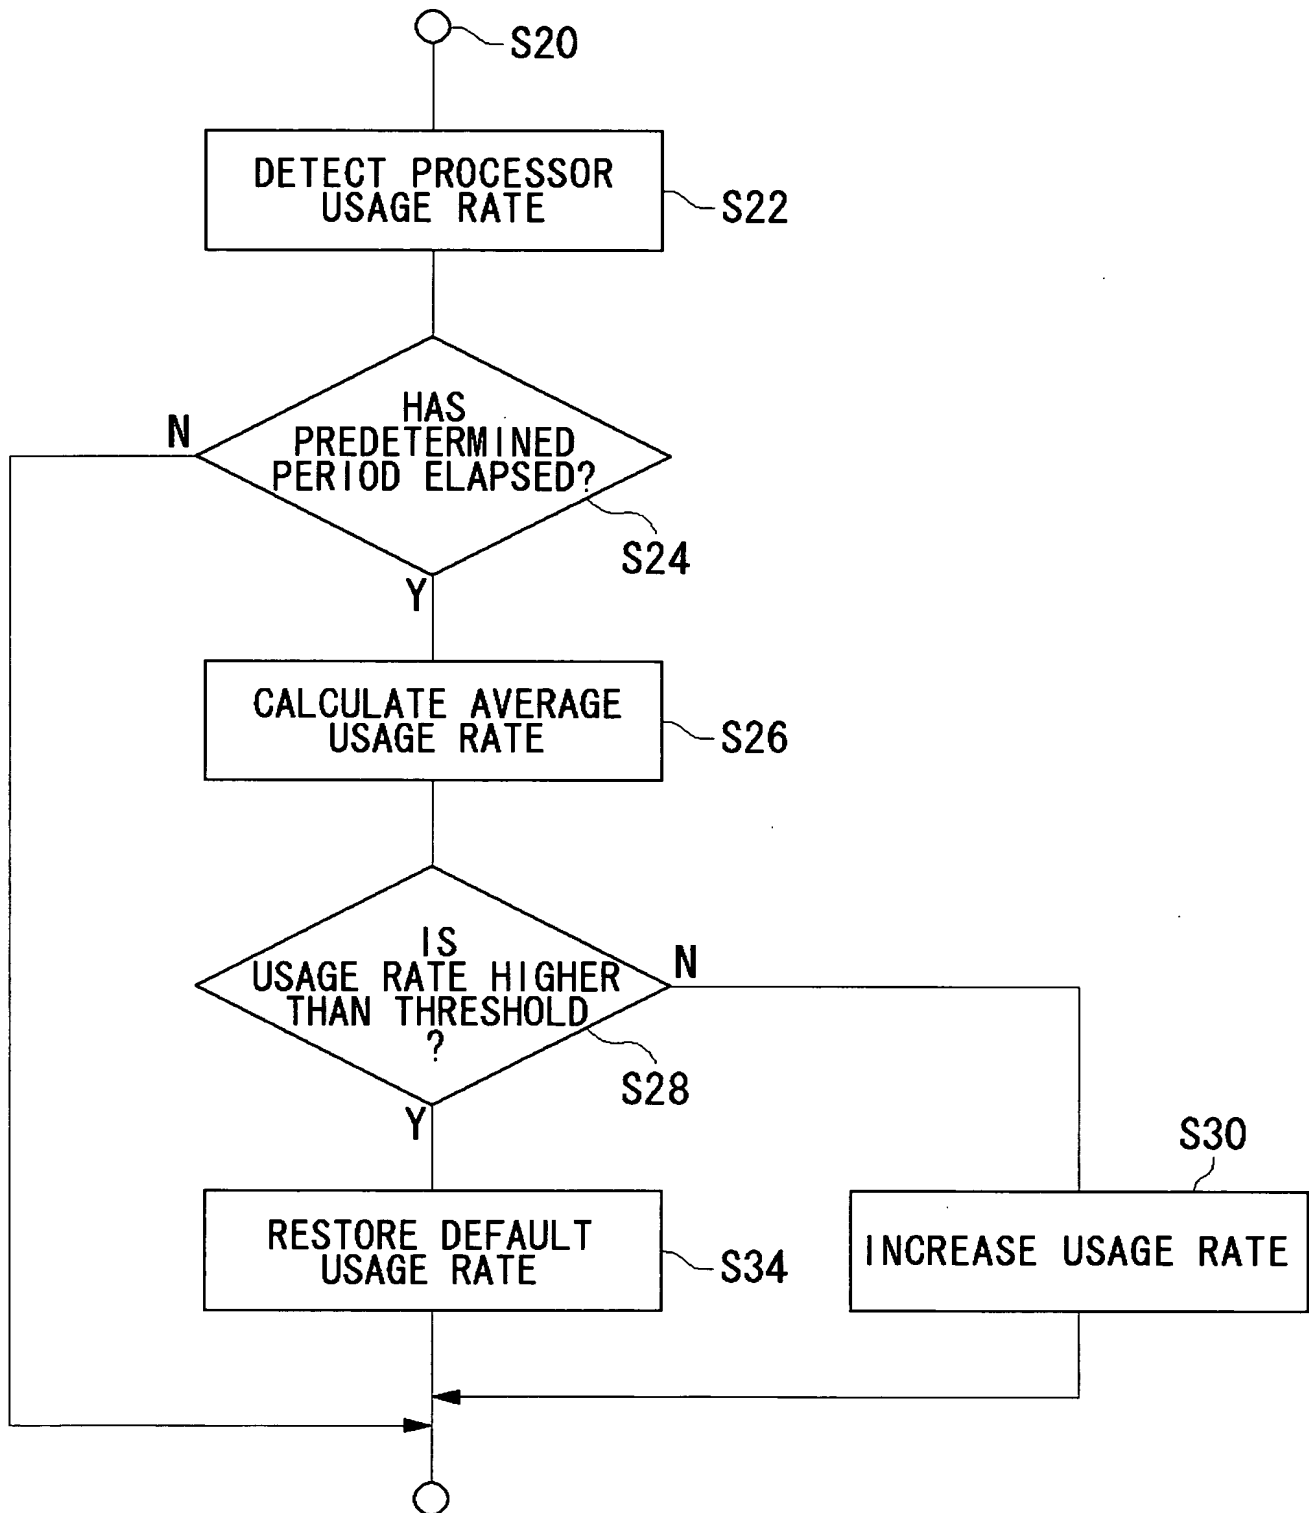 S20
DETECT PROCESSOR
USAGE RATE
S22
HAS
PREDETERMINED
PERIOD ELAPSED?
N
S24
Y
CALCULATE AVERAGE
USAGE RATE
S26
IS
USAGE RATE HIGHER
THAN THRESHOLD
?
N
S28
Y
S30
RESTORE DEFAULT
USAGE RATE
S34
INCREASE USAGE RATE